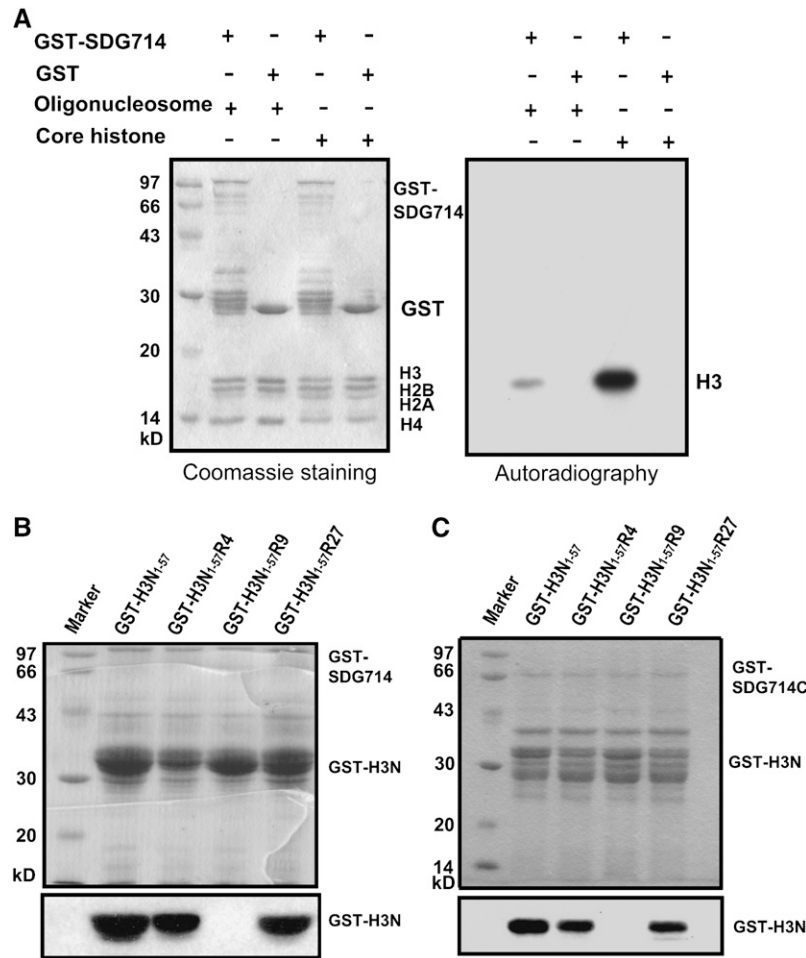 A
GST-SDG714 + - + - + - + -
GST - + - + - + - +
Oligonucleosome + + - - + + - -
Core histone - - + + - - + +
97
66
43
30
20
14
kD
GST-
SDG714
GST
H3
H2B
H2A
H4
H3
Coomassie staining
Autoradiography
B
Marker
GST-H3N1-57
GST-H3N1-57R4
GST-H3N1-57R9
GST-H3N1-57R27
97
66
43
30
20
kD
GST-
SDG714
GST-H3N
GST-H3N
C
Marker
GST-H3N1-57
GST-H3N1-57R4
GST-H3N1-57R9
GST-H3N1-57R27
97
66
43
30
20
14
kD
GST-
SDG714C
GST-H3N
GST-H3N